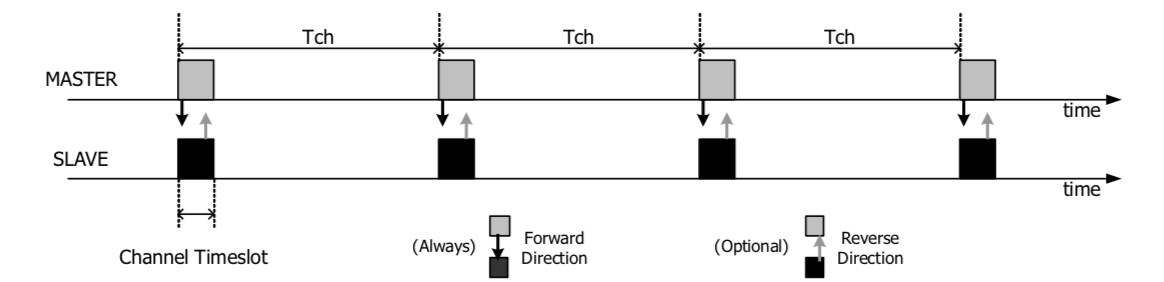 Tch Tch Tch
MASTER
time
SLAVE
time
Channel Timeslot
(Always) Forward
Direction
(Optional) Reverse
Direction